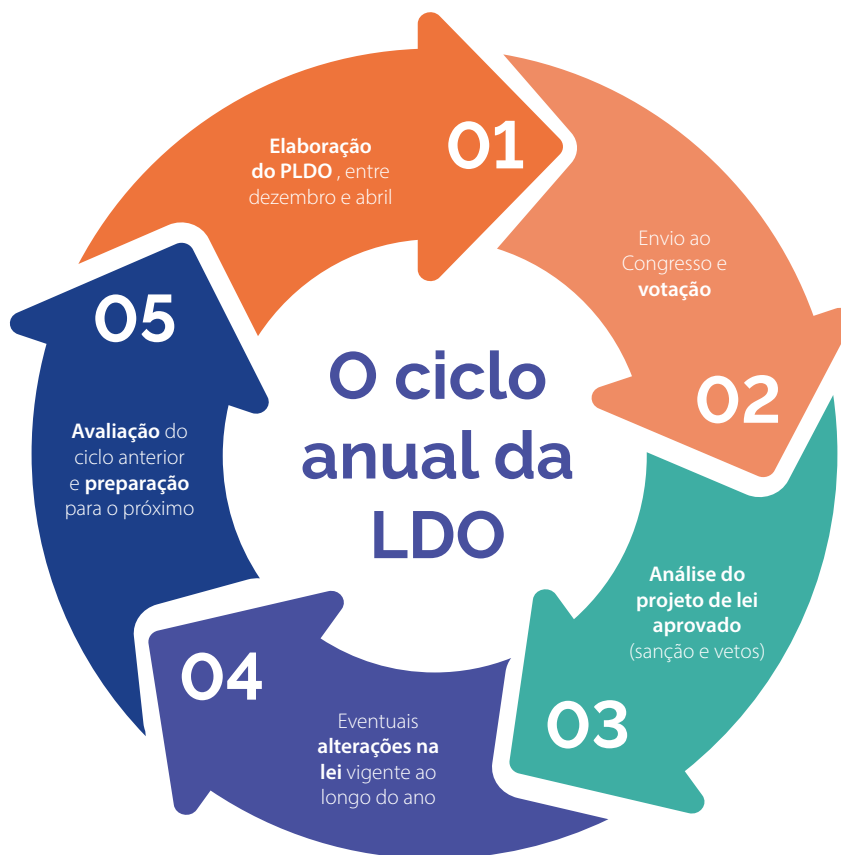 O ciclo
anual da
LDO
01
Elaboração
do PLDO , entre
dezembro e abril
Envio ao
Congresso e
votação
02
Análise do
projeto de lei
aprovado
(sanção e vetos)
03
04
Eventuais
alterações na
lei vigente ao
longo do ano
05
Avaliação do
ciclo anterior
e preparação
para o próximo